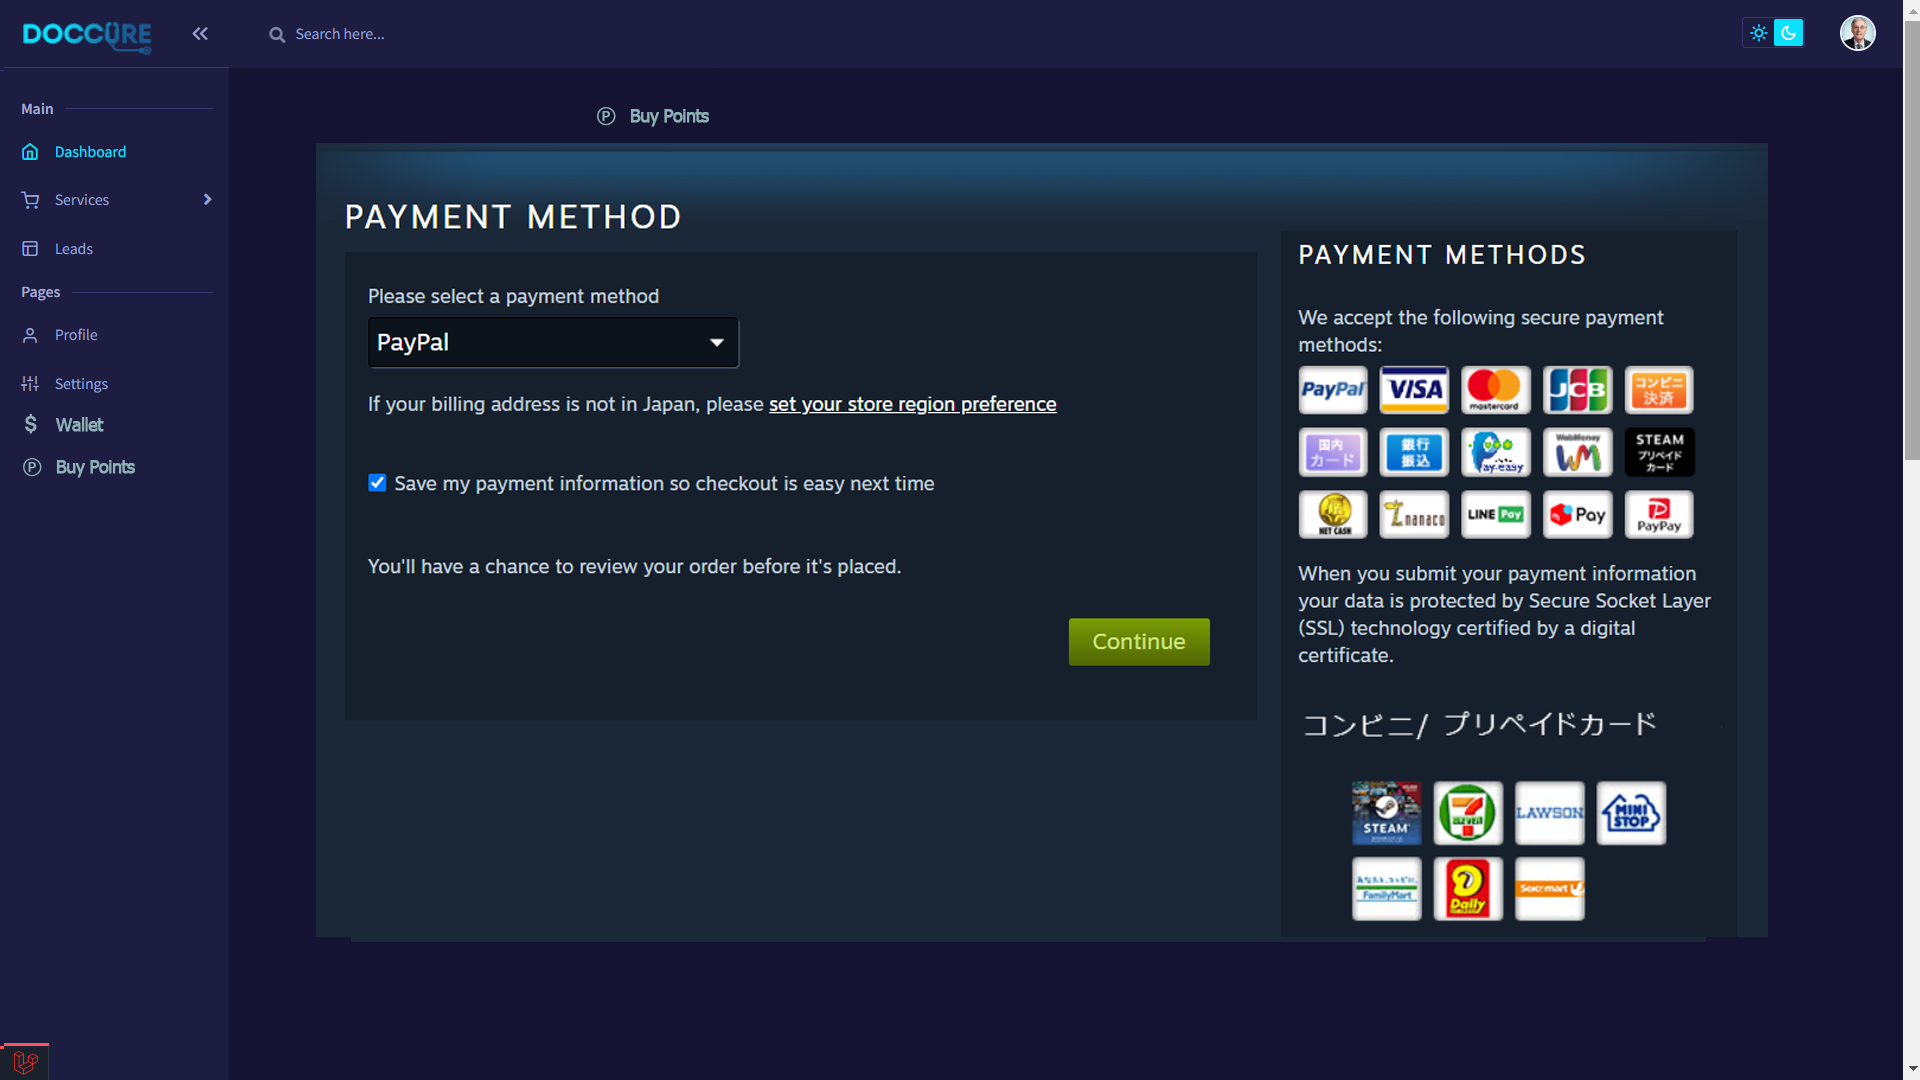 DOCCURE
Search here...
Main
Dashboard
Services
Leads
Pages
Profile
Settings
Wallet
Buy Points
Buy Points
PAYMENT METHOD
Please select a payment method
PayPal
If your billing address is not in Japan, please set your store region preference
Save my payment information so checkout is easy next time
You'll have a chance to review your order before it's placed.
Continue
PAYMENT METHODS
We accept the following secure payment
methods:
PayPal VISA mastercard JCB コンビニ決済
国内カード 銀行振込 Pay-easy WebMoney STEAM プリペイドカード
NET CASH nanaco LINE Pay Pay PayPay
When you submit your payment information
your data is protected by Secure Socket Layer
(SSL) technology certified by a digital
certificate.
コンビニ/ プリペイドカード
STEAM 7 ELEVEN LAWSON MINI STOP
FamilyMart Daily Seicomart